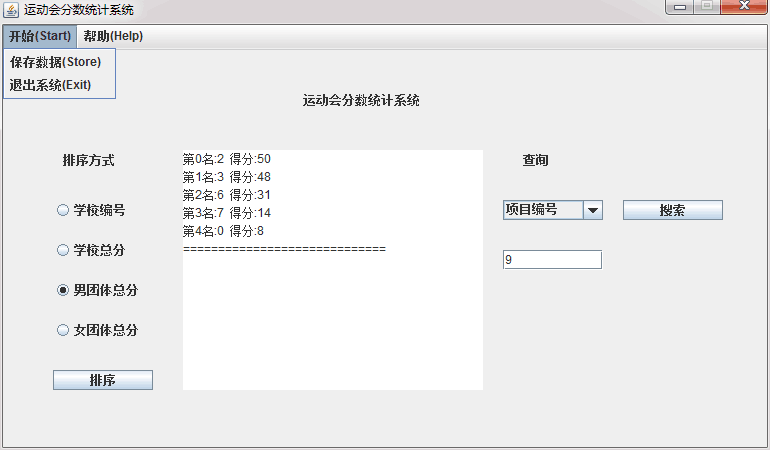 运动会分数统计系统
开始(Start) 帮助(Help)
保存数据(Store)
退出系统(Exit)
运动会分数统计系统
排序方式
学校编号
学校总分
男团体总分
女团体总分
排序
第0名:2 得分:50
第1名:3 得分:48
第2名:6 得分:31
第3名:7 得分:14
第4名:0 得分:8
=============================
查询
项目编号
搜索
9